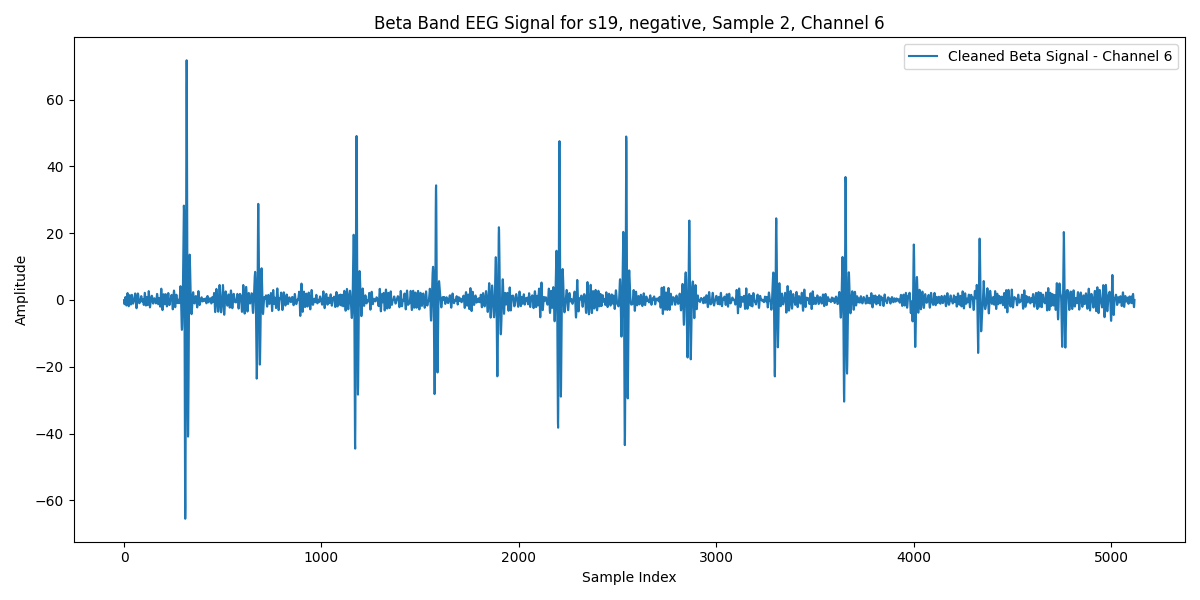 Beta Band EEG Signal for s19, negative, Sample 2, Channel 6
Cleaned Beta Signal - Channel 6
Amplitude
60
40
20
0
−20
−40
−60
0 1000 2000 3000 4000 5000
Sample Index